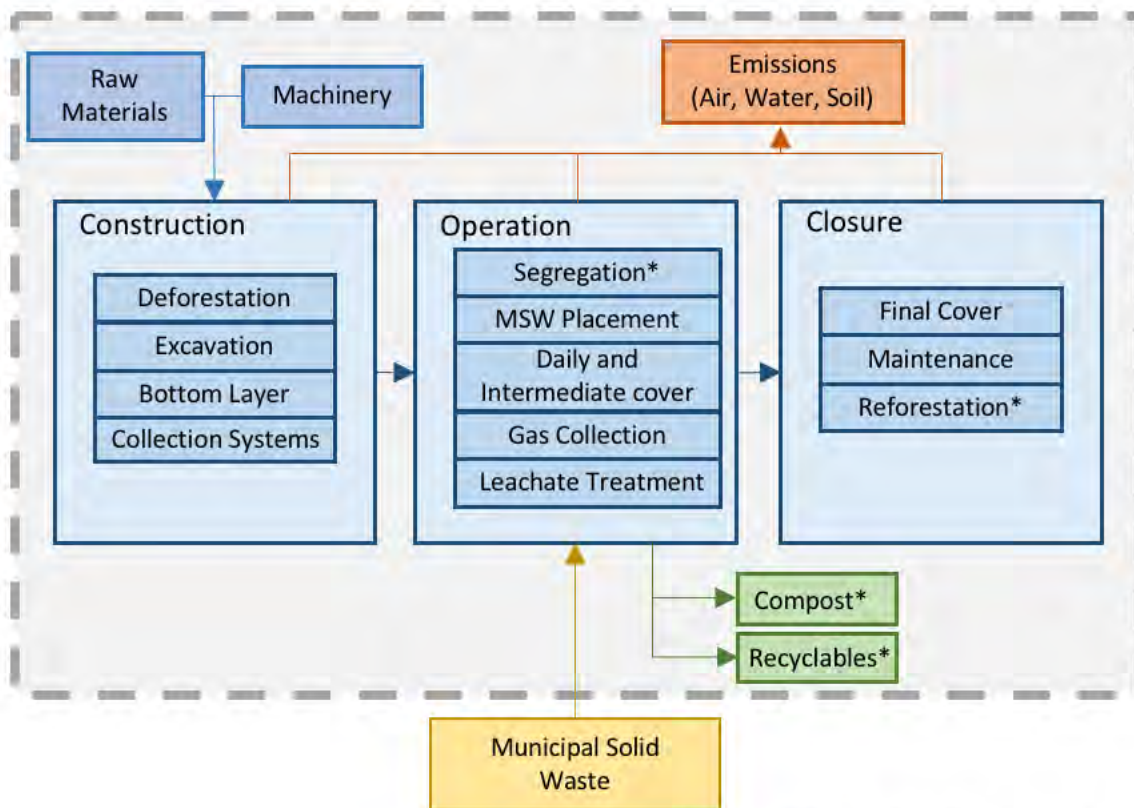 Raw
Materials
Machinery
Emissions
(Air, Water, Soil)
Construction
Deforestation
Excavation
Bottom Layer
Collection Systems
Operation
Segregation*
MSW Placement
Daily and
Intermediate cover
Gas Collection
Leachate Treatment
Closure
Final Cover
Maintenance
Reforestation*
Compost*
Recyclables*
Municipal Solid
Waste